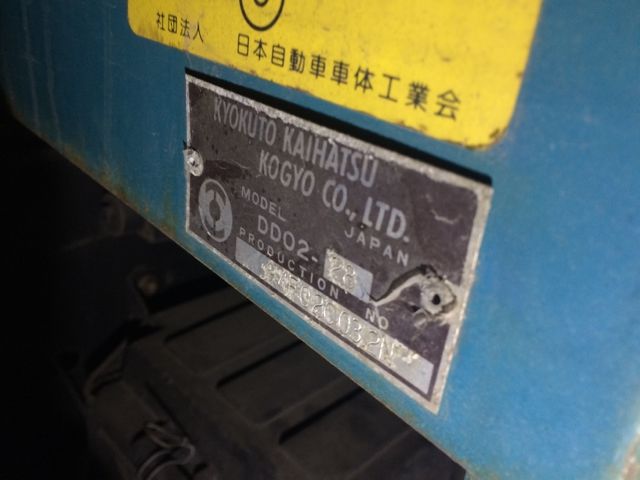 社団法人 日本自動車車体工業会
KYOKUTO KAIHATSU
KOGYO CO., LTD.
JAPAN
MODEL
DD02-28
PRODUCTION NO